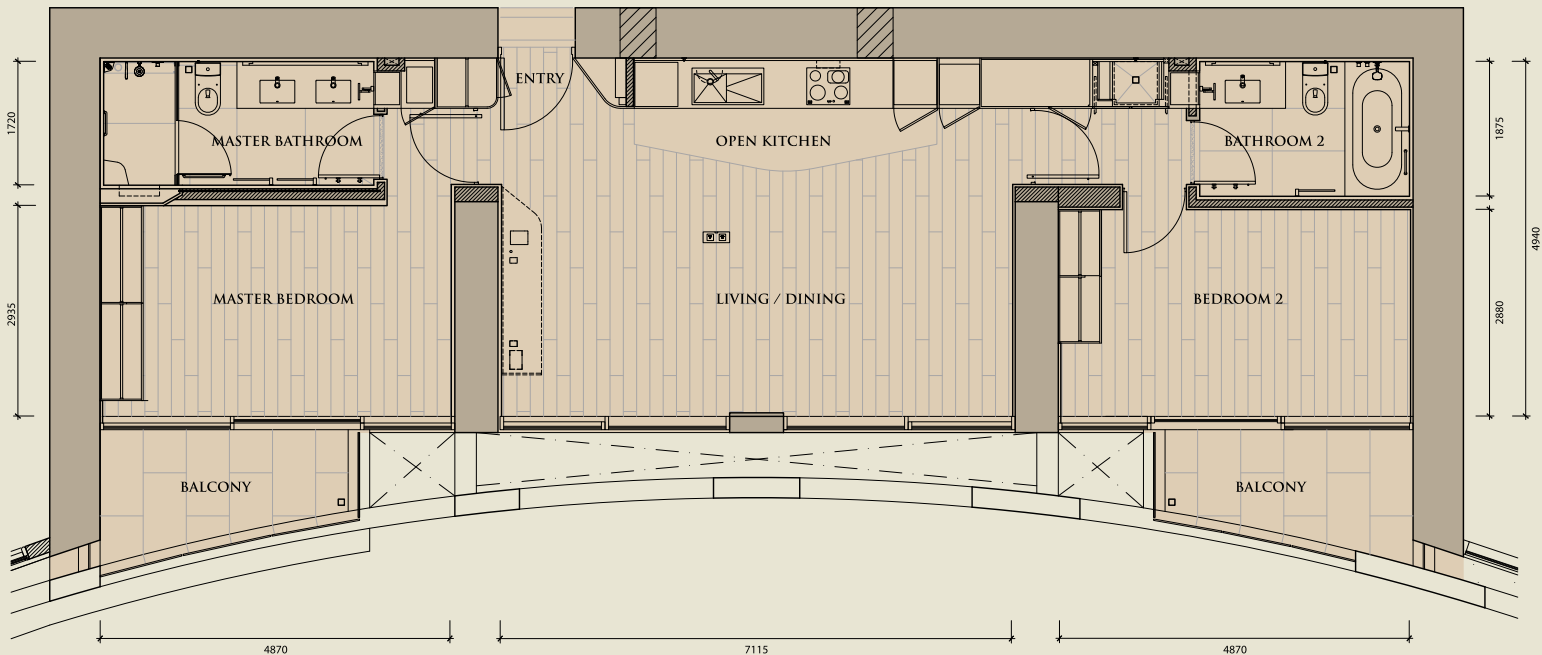 ENTRY
MASTER BATHROOM
OPEN KITCHEN
BATHROOM 2
1720
1875
4940
MASTER BEDROOM
LIVING / DINING
BEDROOM 2
2935
2880
BALCONY
BALCONY
4870
7115
4870